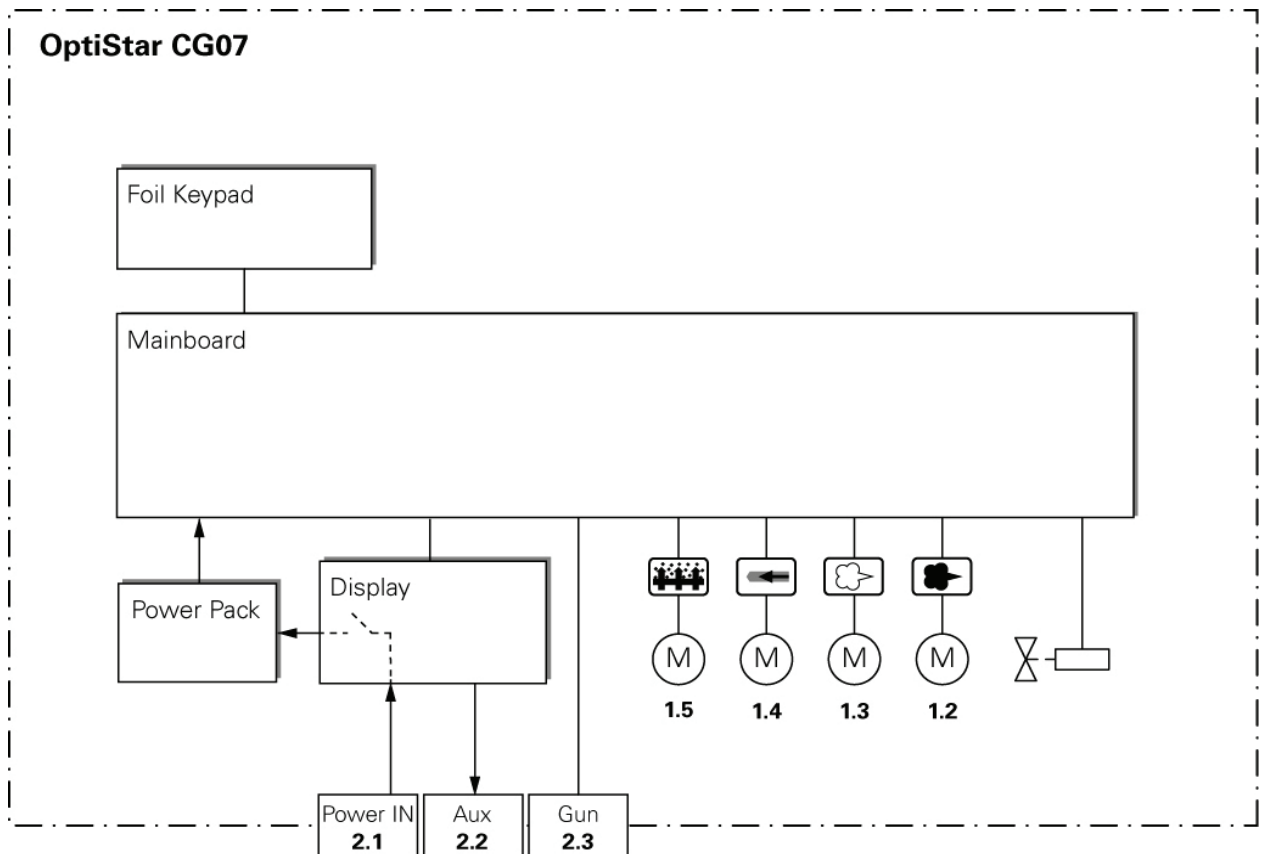 OptiStar CG07
Foil Keypad
Mainboard
Power Pack
Display
M M M M
1.5 1.4 1.3 1.2
Power IN
2.1
Aux
2.2
Gun
2.3